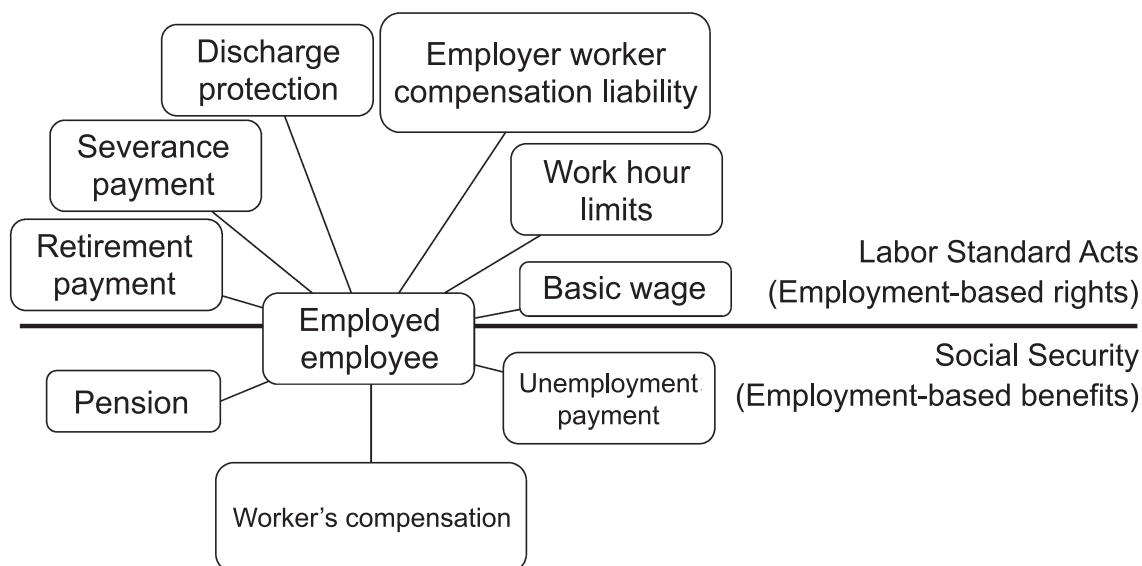 Discharge
protection
Employer worker
compensation liability
Severance
payment
Work hour
limits
Retirement
payment
Basic wage
Labor Standard Acts
(Employment-based rights)
Employed
employee
Social Security
(Employment-based benefits)
Pension
Unemployment
payment
Worker’s compensation